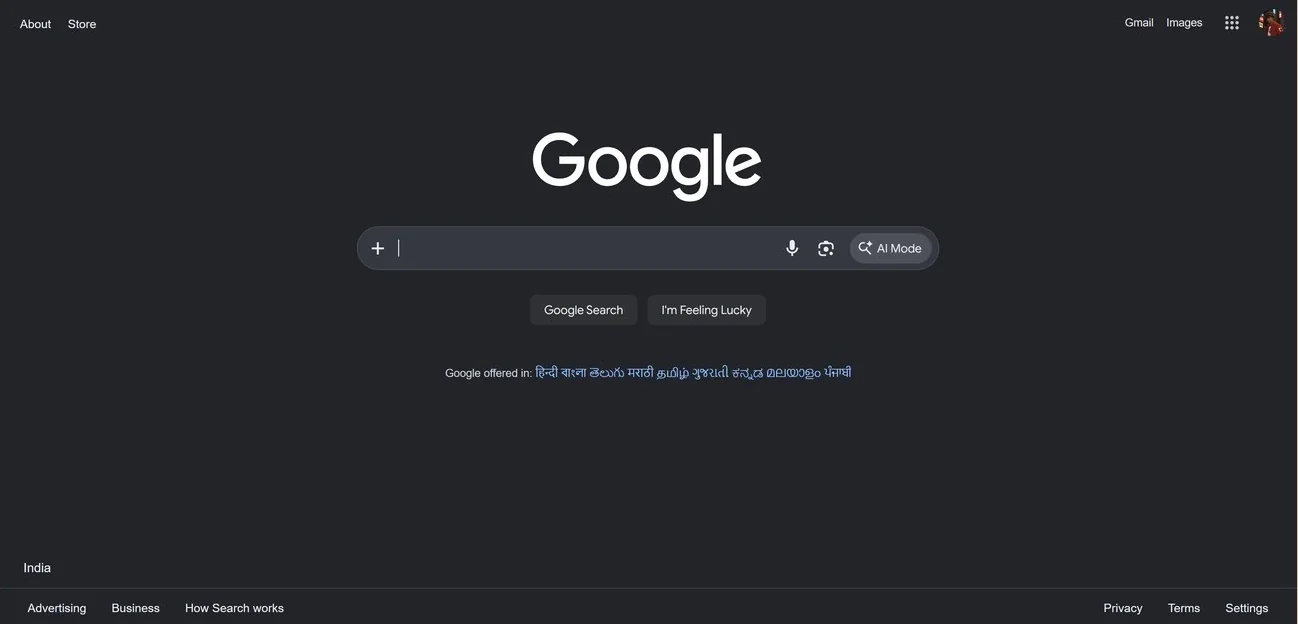 About Store Gmail Images
Google
AI Mode
Google Search I'm Feeling Lucky
Google offered in: हिन्दी বাংলা తెలుగు मराठी தமிழ் ગુજરાતી ಕನ್ನಡ മലയാളം ਪੰਜਾਬੀ
India
Advertising Business How Search works Privacy Terms Settings